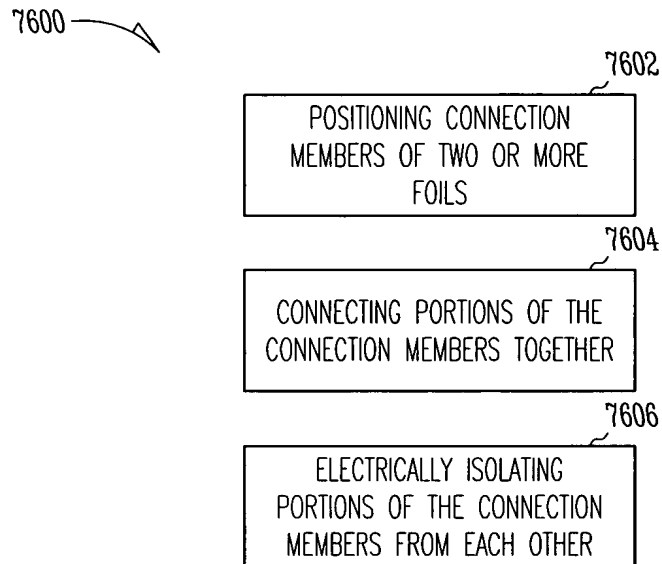 7600
7602
POSITIONING CONNECTION
MEMBERS OF TWO OR MORE
FOILS
7604
CONNECTING PORTIONS OF THE
CONNECTION MEMBERS TOGETHER
7606
ELECTRICALLY ISOLATING
PORTIONS OF THE CONNECTION
MEMBERS FROM EACH OTHER